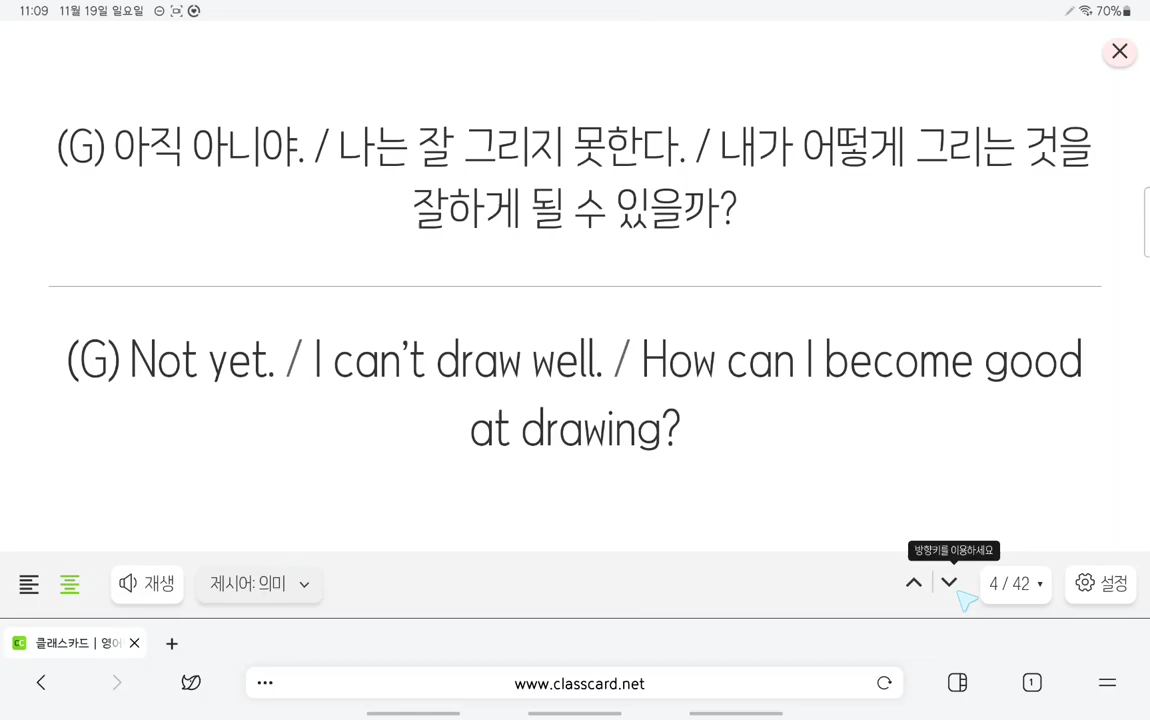 11:09 11월 19일 일요일
70%
(G) 아직 아니야. / 나는 잘 그리지 못한다. / 내가 어떻게 그리는 것을
잘하게 될 수 있을까?
(G) Not yet. / I can’t draw well. / How can I become good
at drawing?
방향키를 이용하세요
재생 제시어: 의미 4 / 42 설정
클래스카드 | 영어
www.classcard.net
1